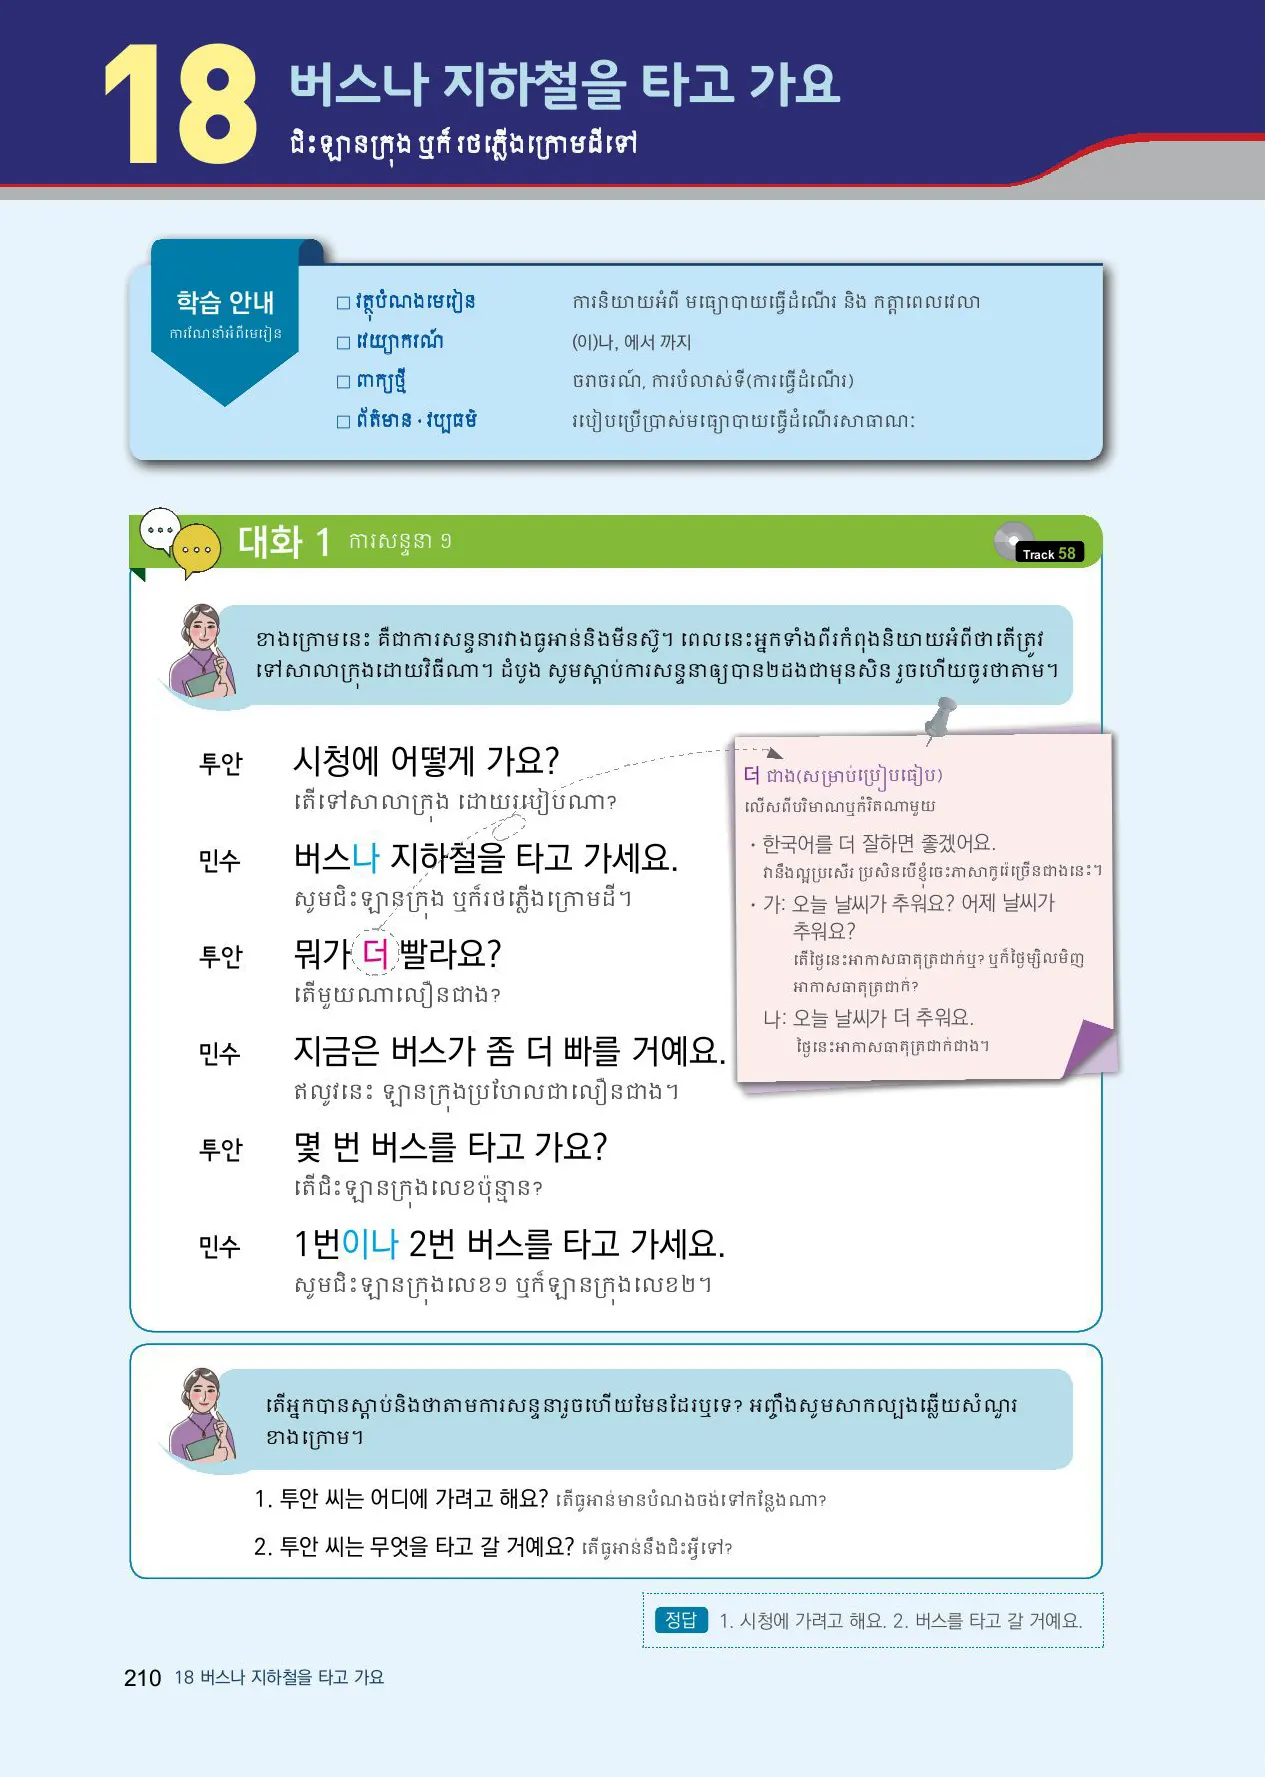 18
버스나 지하철을 타고 가요
ជិះឡានក្រុង ឬក៏ រថភ្លើងក្រោមដីទៅ
학습 안내
ការណែនាំអំពីមេរៀន
□ វត្ថុបំណងមេរៀន ការនិយាយអំពី មធ្យោបាយធ្វើដំណើរ និង កត្តាពេលវេលា
□ វេយ្យាករណ៍ (이)나, 에서 까지
□ ពាក្យថ្មី ចរាចរណ៍, ការបំលាស់ទី(ការធ្វើដំណើរ)
□ ព័ត៌មាន · វប្បធម៌ របៀបប្រើប្រាស់មធ្យោបាយធ្វើដំណើរសាធាណៈ
대화 1 ការសន្ទនា ១
Track 58
ខាងក្រោមនេះ គឺជាការសន្ទនារវាងធូអាន់និងមីនស៊ូ។ ពេលនេះអ្នកទាំងពីរកំពុងនិយាយអំពីថាតើត្រូវ
ទៅសាលាក្រុងដោយវិធីណា។ ដំបូង សូមស្តាប់ការសន្ទនាឲ្យបាន២ដងជាមុនសិន រួចហើយចូរថាតាម។
투안 시청에 어떻게 가요?
តើទៅសាលាក្រុង ដោយរបៀបណា?
민수 버스나 지하철을 타고 가세요.
សូមជិះឡានក្រុង ឬក៏រថភ្លើងក្រោមដី។
투안 뭐가 더 빨라요?
តើមួយណាលឿនជាង?
민수 지금은 버스가 좀 더 빠를 거예요.
ឥលូវនេះ ឡានក្រុងប្រហែលជាលឿនជាង។
투안 몇 번 버스를 타고 가요?
តើជិះឡានក្រុងលេខប៉ុន្មាន?
민수 1번이나 2번 버스를 타고 가세요.
សូមជិះឡានក្រុងលេខ១ ឬក៏ឡានក្រុងលេខ២។
더 ជាង(សម្រាប់ប្រៀបធៀប)
លើសពីបរិមាណឬកំរិតណាមួយ
· 한국어를 더 잘하면 좋겠어요.
វានឹងល្អប្រសើរ ប្រសិនបើខ្ញុំចេះភាសាកូរ៉េច្រើនជាងនេះ។
· 가: 오늘 날씨가 추워요? 어제 날씨가
추워요?
តើថ្ងៃនេះអាកាសធាតុត្រជាក់ឬ? ឬក៏ថ្ងៃម្សិលមិញ
អាកាសធាតុត្រជាក់?
나: 오늘 날씨가 더 추워요.
ថ្ងៃនេះអាកាសធាតុត្រជាក់ជាង។
តើអ្នកបានស្តាប់និងថាតាមការសន្ទនារួចហើយមែនដែរឬទេ? អញ្ចឹងសូមសាកល្បងឆ្លើយសំណួរ
ខាងក្រោម។
1. 투안 씨는 어디에 가려고 해요? តើធូអាន់មានបំណងចង់ទៅកន្លែងណា?
2. 투안 씨는 무엇을 타고 갈 거예요? តើធូអាន់នឹងជិះអ្វីទៅ?
정답 1. 시청에 가려고 해요. 2. 버스를 타고 갈 거예요.
210 18 버스나 지하철을 타고 가요